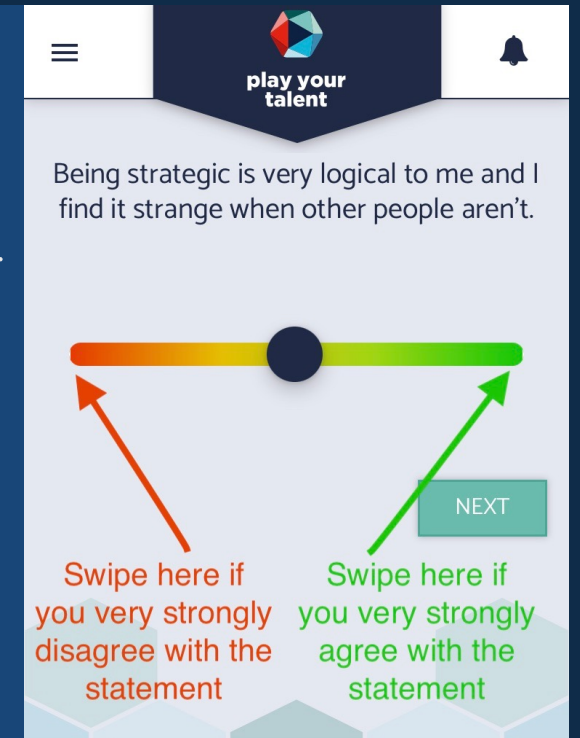 play your
talent
Being strategic is very logical to me and I
find it strange when other people aren't.
NEXT
Swipe here if
you very strongly
disagree with the
statement
Swipe here if
you very strongly
agree with the
statement